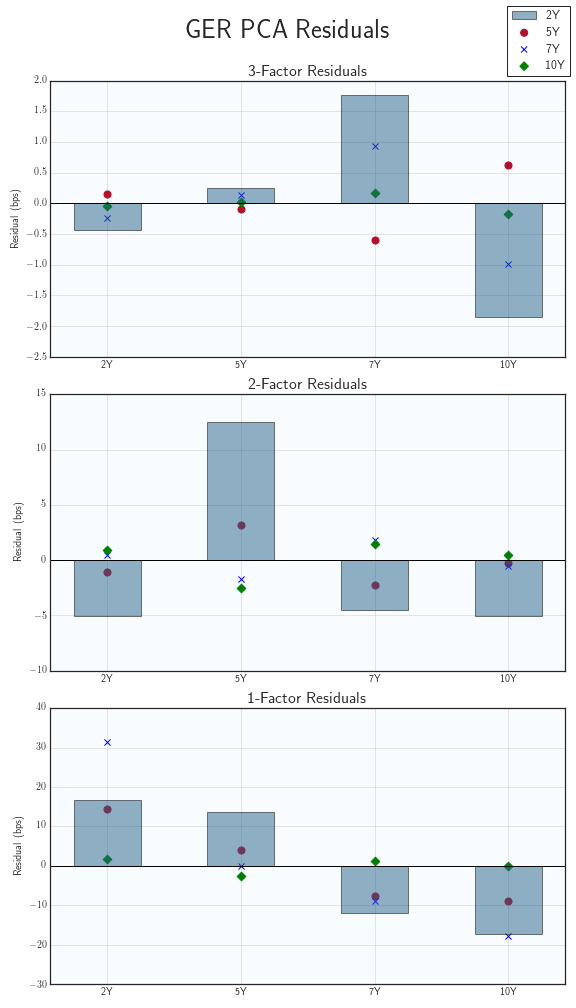 GER PCA Residuals
2Y
5Y
7Y
10Y
3-Factor Residuals
Residual (bps)
2.0
1.5
1.0
0.5
0.0
−0.5
−1.0
−1.5
−2.0
−2.5
2Y 5Y 7Y 10Y
2-Factor Residuals
Residual (bps)
15
10
5
0
−5
−10
2Y 5Y 7Y 10Y
1-Factor Residuals
Residual (bps)
40
30
20
10
0
−10
−20
−30
2Y 5Y 7Y 10Y